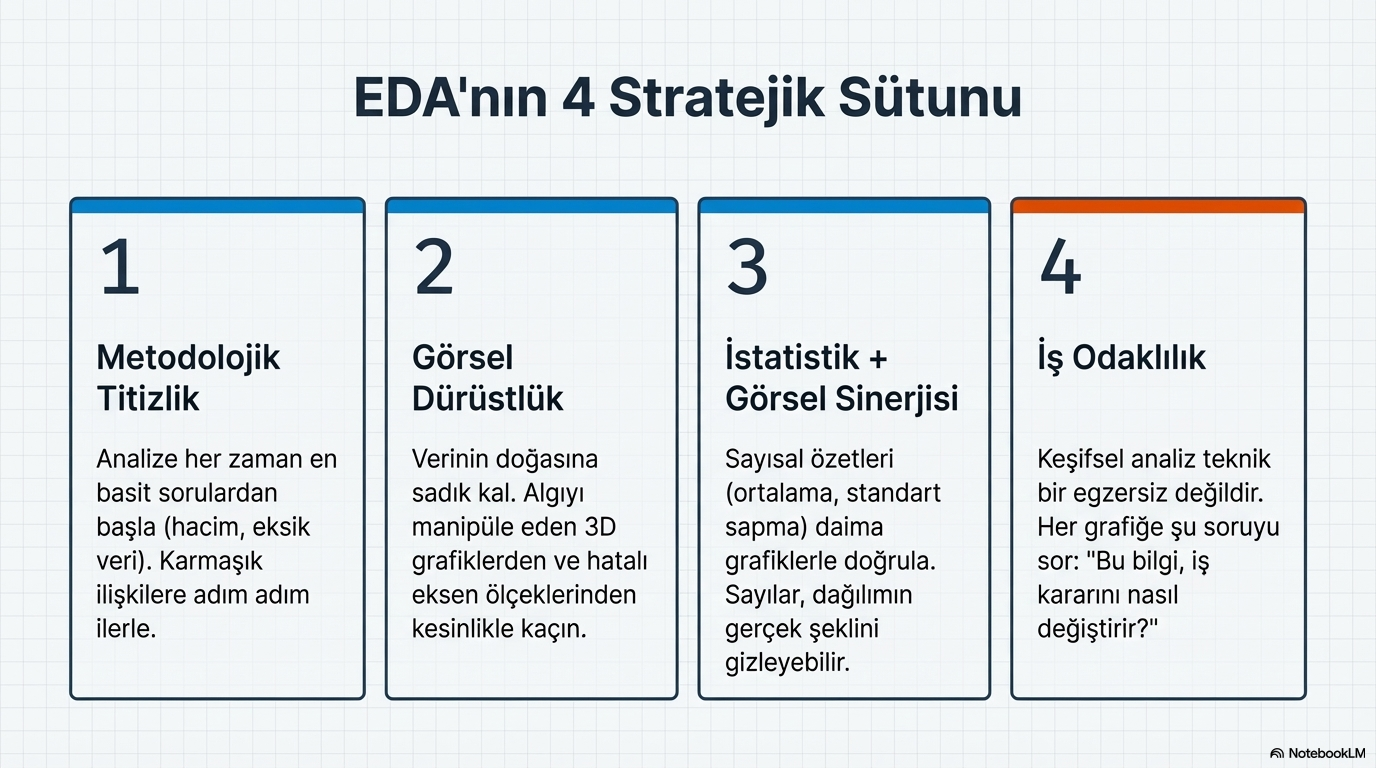 EDA'nın 4 Stratejik Sütunu
1
Metodolojik
Titizlik
Analize her zaman en
basit sorulardan
başla (hacim, eksik
veri). Karmaşık
ilişkilere adım adım
ilerle.
2
Görsel
Dürüstlük
Verinin doğasına
sadık kal. Algıyı
manipüle eden 3D
grafiklerden ve hatalı
eksen ölçeklerinden
kesinlikle kaçın.
3
İstatistik +
Görsel Sinerjisi
Sayısal özetleri
(ortalama, standart
sapma) daima
grafiklerle doğrula.
Sayılar, dağılımın
gerçek şeklini
gizleyebilir.
4
İş Odaklılık
Keşifsel analiz teknik
bir egzersiz değildir.
Her grafiğe şu soruyu
sor: "Bu bilgi, iş
kararını nasıl
değiştirir?"
NotebookLM